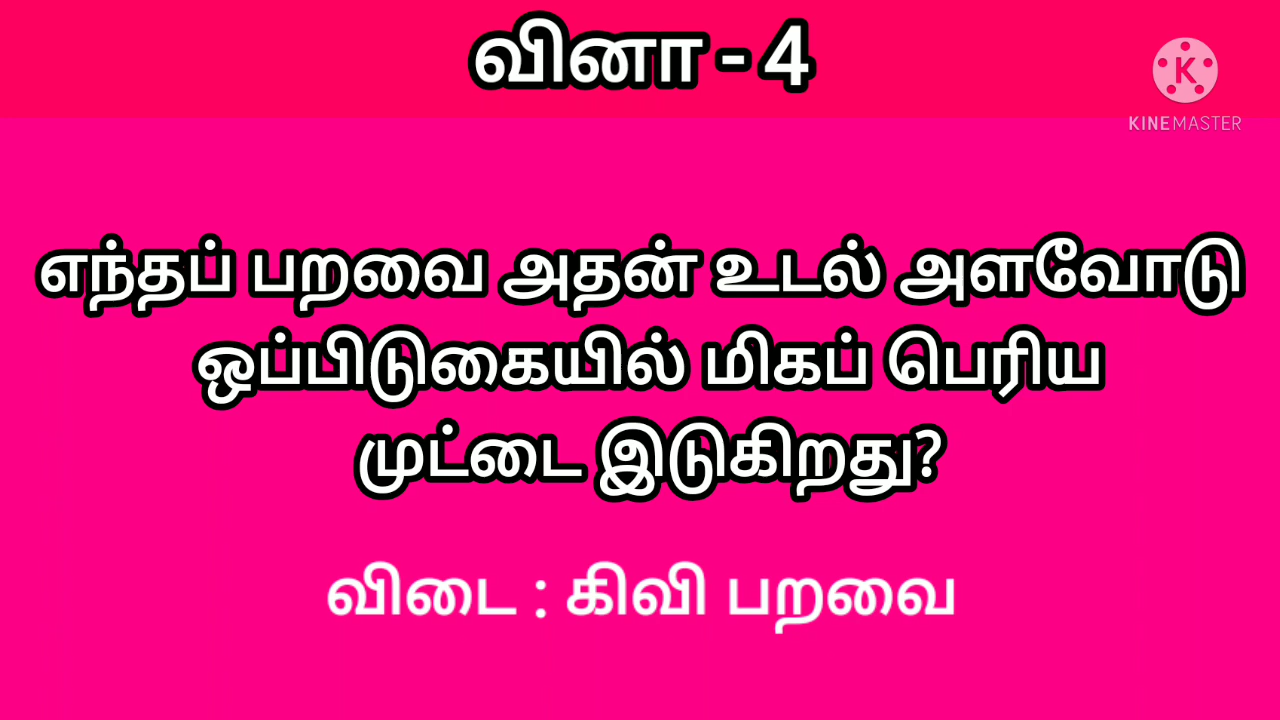 வினா - 4
K
KINEMASTER
எந்தப் பறவை அதன் உடல் அளவோடு
ஒப்பிடுகையில் மிகப் பெரிய
முட்டை இடுகிறது?
விடை : கிவி பறவை